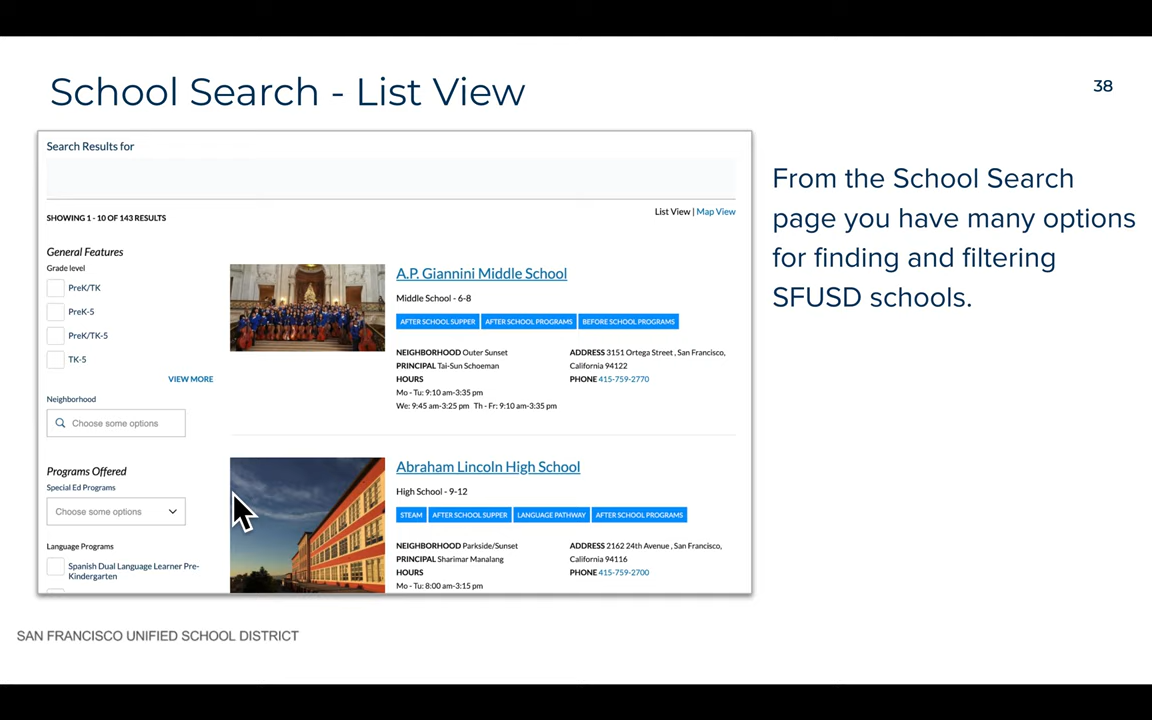 School Search - List View
38
Search Results for
SHOWING 1 - 10 OF 143 RESULTS
List View | Map View
General Features
Grade level
PreK/TK
PreK-5
PreK/TK-5
TK-5
VIEW MORE
Neighborhood
Choose some options
Programs Offered
Special Ed Programs
Choose some options
Language Programs
Spanish Dual Language Learner Pre-
Kindergarten
A.P. Giannini Middle School
Middle School - 6-8
AFTER SCHOOL SUPPER AFTER SCHOOL PROGRAMS BEFORE SCHOOL PROGRAMS
NEIGHBORHOOD Outer Sunset
PRINCIPAL Tai-Sun Schoeman
HOURS
Mo - Tu: 9:10 am-3:35 pm
We: 9:45 am-3:25 pm Th - Fr: 9:10 am-3:35 pm
ADDRESS 3151 Ortega Street , San Francisco,
California 94122
PHONE 415-759-2770
Abraham Lincoln High School
High School - 9-12
STEAM AFTER SCHOOL SUPPER LANGUAGE PATHWAY AFTER SCHOOL PROGRAMS
NEIGHBORHOOD Parkside/Sunset
PRINCIPAL Sharimar Manalang
HOURS
Mo - Tu: 8:00 am-3:15 pm
ADDRESS 2162 24th Avenue , San Francisco,
California 94116
PHONE 415-759-2700
From the School Search
page you have many options
for finding and filtering
SFUSD schools.
SAN FRANCISCO UNIFIED SCHOOL DISTRICT